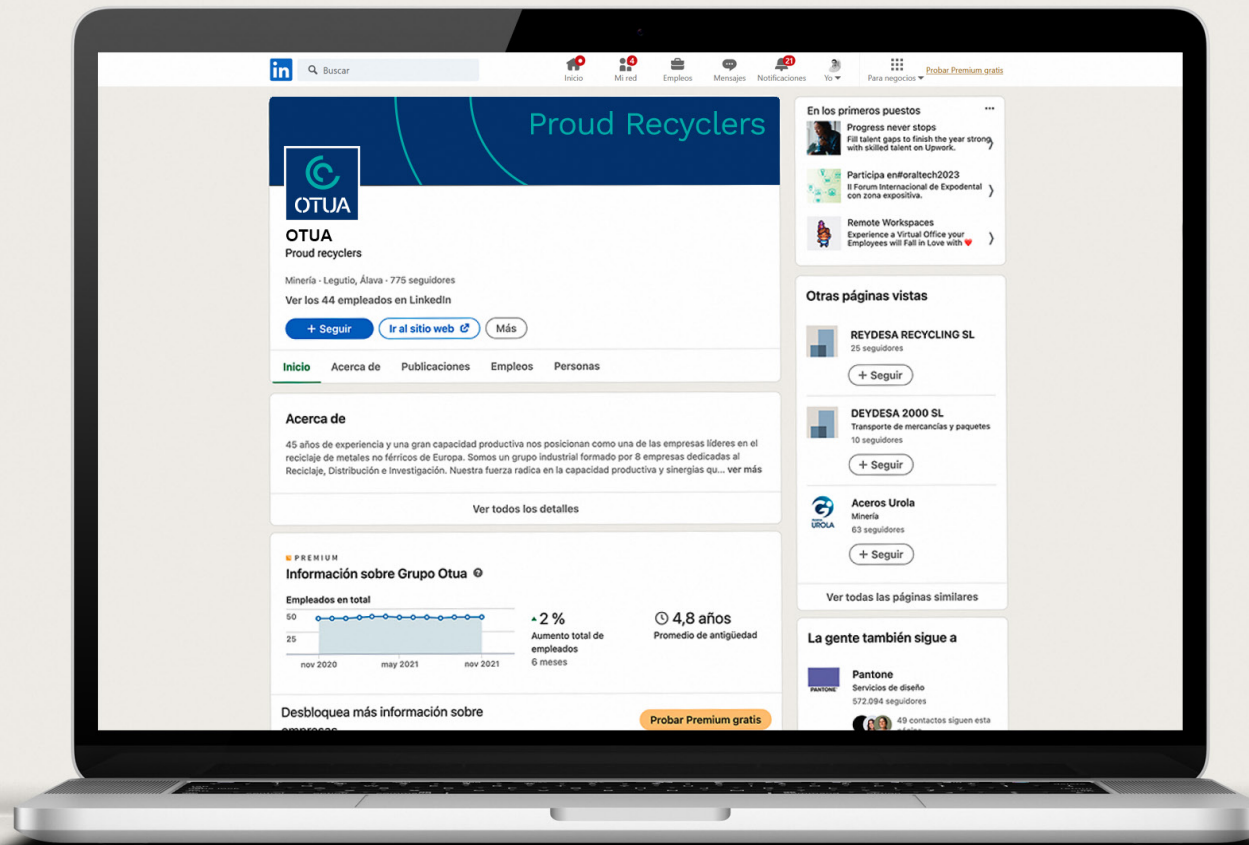 in
Buscar
Inicio
4
Mi red
Empleos
Mensajes
21
Notificaciones
Yo
Para negocios
Probar Premium gratis
Proud Recyclers
OTUA
OTUA
Proud recyclers
Minería - Legutio, Álava - 775 seguidores
Ver los 44 empleados en LinkedIn
+ Seguir
Ir al sitio web
Más
Inicio
Acerca de
Publicaciones
Empleos
Personas
Acerca de
45 años de experiencia y una gran capacidad productiva nos posicionan como una de las empresas líderes en el
reciclaje de metales no férricos de Europa. Somos un grupo industrial formado por 8 empresas dedicadas al
Reciclaje, Distribución e Investigación. Nuestra fuerza radica en la capacidad productiva y sinergias qu... ver más
Ver todos los detalles
PREMIUM
Información sobre Grupo Otua
Empleados en total
50
25
nov 2020
may 2021
nov 2021
2 %
Aumento total de
empleados
6 meses
4,8 años
Promedio de antigüedad
Desbloquea más información sobre
empresas
Probar Premium gratis
En los primeros puestos
Progress never stops
Fill talent gaps to finish the year strong
with skilled talent on Upwork.
Participa en#oraltech2023
II Forum Internacional de Expodental
con zona expositiva.
Remote Workspaces
Experience a Virtual Office your
Employees will Fall in Love with ❤
Otras páginas vistas
REYDESA RECYCLING SL
25 seguidores
+ Seguir
DEYDESA 2000 SL
Transporte de mercancías y paquetes
10 seguidores
+ Seguir
UROLA
Aceros Urola
Minería
63 seguidores
+ Seguir
Ver todas las páginas similares
La gente también sigue a
PANTONE
Pantone
Servicios de diseño
572.094 seguidores
49 contactos siguen esta
página